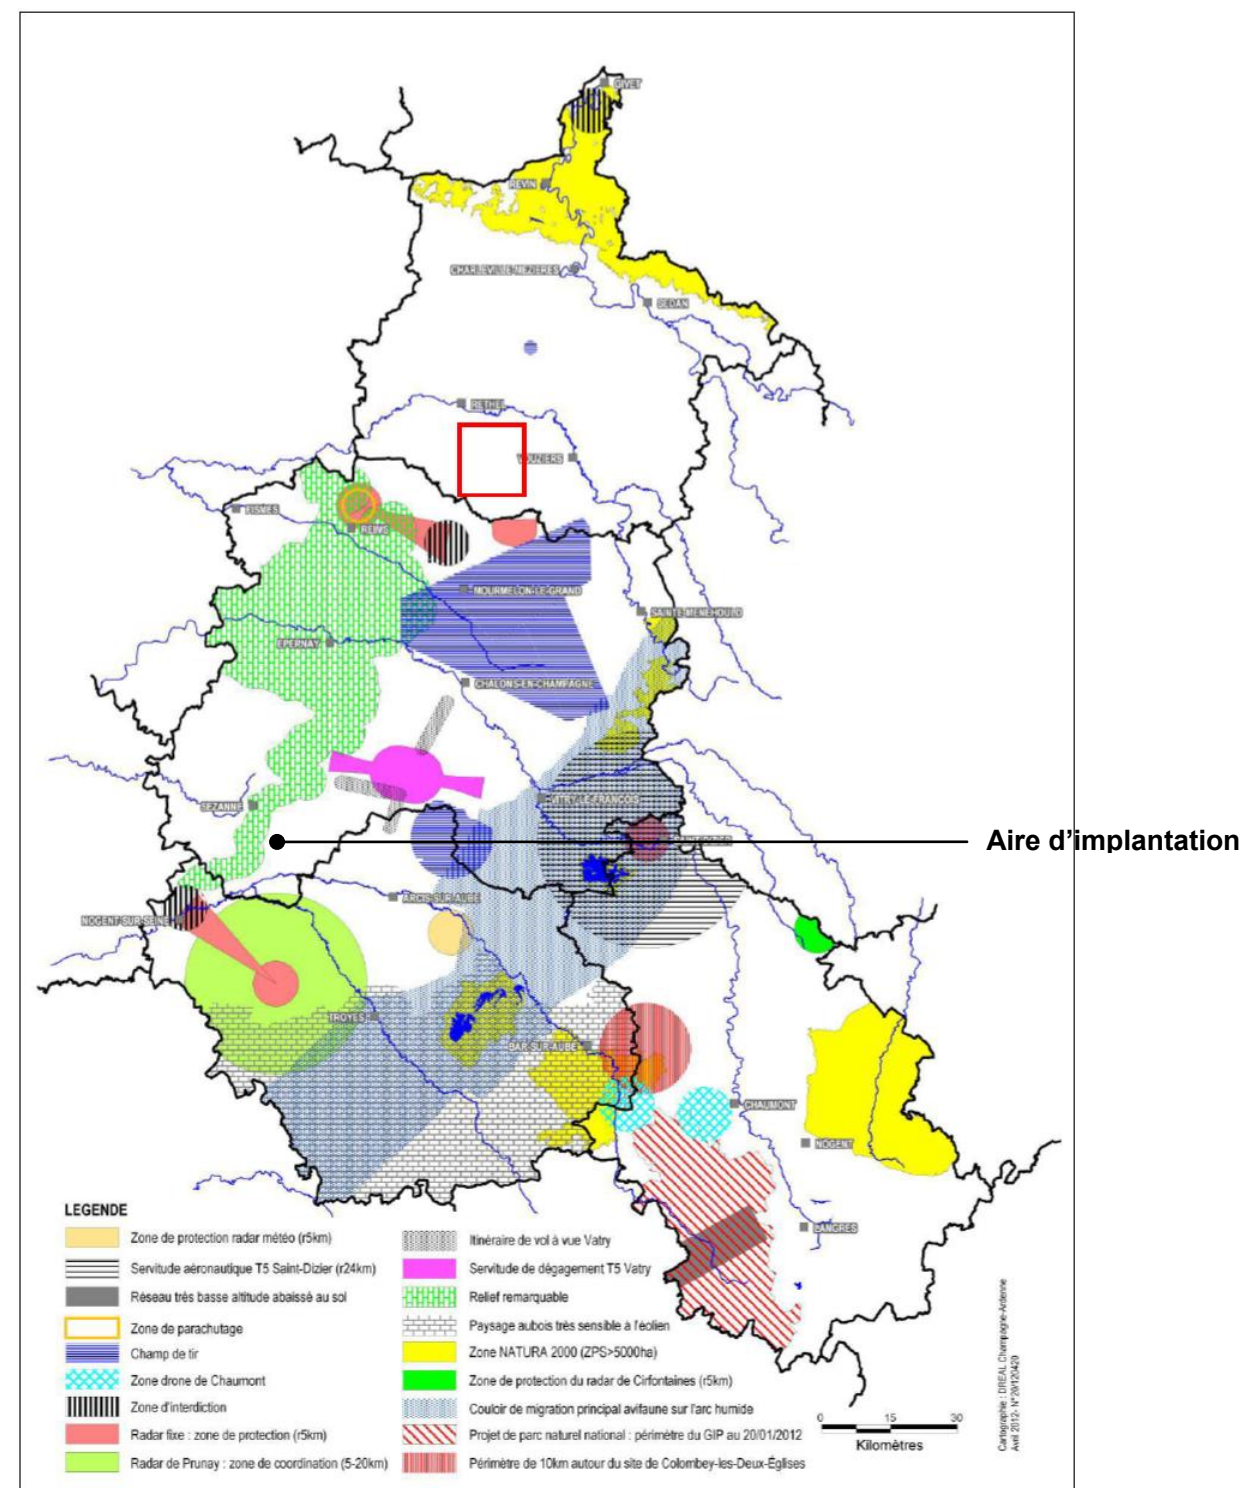 GIVET
REVIN
CHARLEVILLE-MEZIERES
SEDAN
RETHEL
VOUZIERS
FISMES
REIMS
MOURMELON-LE-GRAND
SAINTE-MENEHOULD
EPERNAY
CHALONS-EN-CHAMPAGNE
VITRY-LE-FRANCOIS
SEZANNE
Aire d'implantation
ARCIS-SUR-AUBE
NOGENT-SUR-SEINE
TROYES
BAR-SUR-AUBE
CHAUMONT
NOGENT
LANGRES
LEGENDE
Zone de protection radar météo (r5km)
Servitude aéronautique T5 Saint-Dizier (r24km)
Réseau très basse altitude abaissé au sol
Zone de parachutage
Champ de tir
Zone drone de Chaumont
Zone d'interdiction
Radar fixe : zone de protection (r5km)
Radar de Prunay : zone de coordination (5-20km)
Itinéraire de vol à vue Vatry
Servitude de dégagement T5 Vatry
Relief remarquable
Paysage aubois très sensible à l'éolien
Zone NATURA 2000 (ZPS>5000ha)
Zone de protection du radar de Cirfontaines (r5km)
Couloir de migration principal avifaune sur l'arc humide
Projet de parc naturel national : périmètre du GIP au 20/01/2012
Périmètre de 10km autour du site de Colombey-les-Deux-Églises
0 15 30
Kilomètres
Cartographie : DREAL Champagne-Ardenne
Avril 2012- N°20/120420